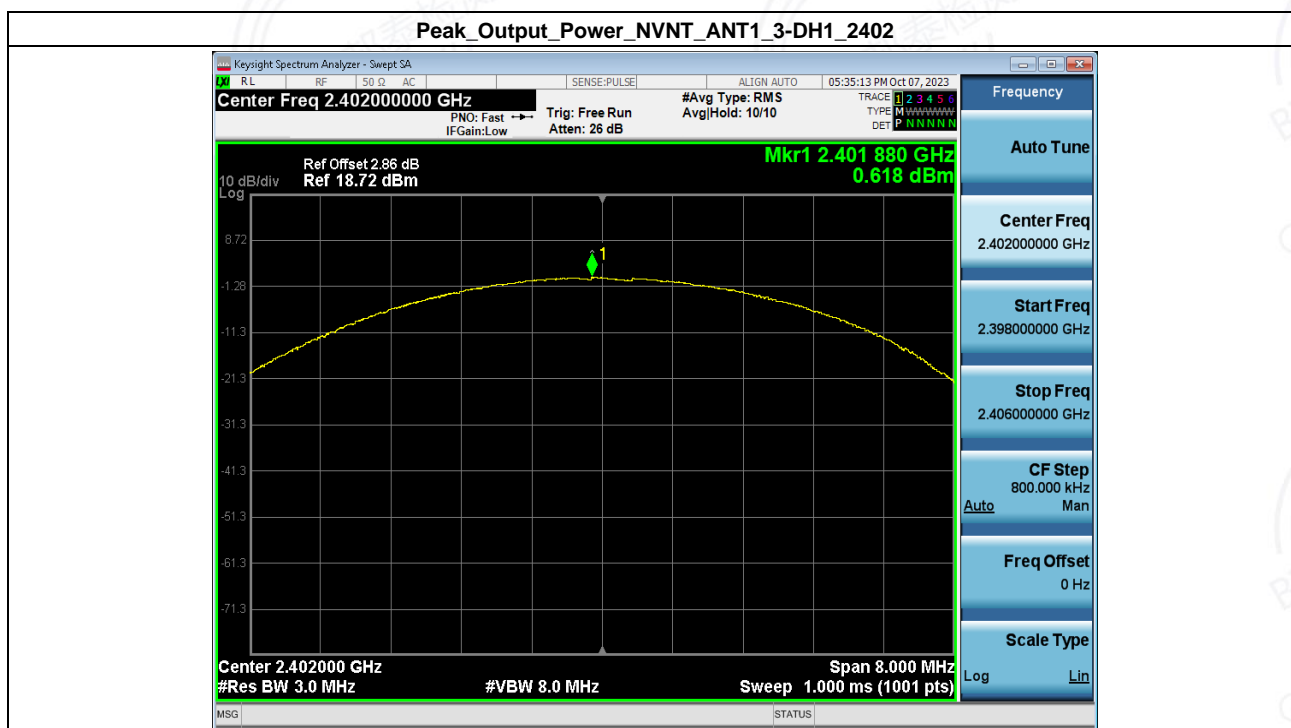 Peak_Output_Power_NVNT_ANT1_3-DH1_2402
Keysight Spectrum Analyzer - Swept SA
LXI RL RF 50 Ω AC SENSE:PULSE ALIGN AUTO 05:35:13 PM Oct 07, 2023
Center Freq 2.402000000 GHz
PNO: Fast
IFGain:Low
Trig: Free Run
Atten: 26 dB
#Avg Type: RMS
Avg|Hold: 10/10
TRACE 1 2 3 4 5 6
TYPE M WWWWW
DET P N N N N N
Mkr1 2.401 880 GHz
0.618 dBm
Ref Offset 2.86 dB
10 dB/div Ref 18.72 dBm
Log
8.72
-1.28
-11.3
-21.3
-31.3
-41.3
-51.3
-61.3
-71.3
1
Center 2.402000 GHz Span 8.000 MHz
#Res BW 3.0 MHz #VBW 8.0 MHz Sweep 1.000 ms (1001 pts)
MSG STATUS
Frequency
Auto Tune
Center Freq
2.402000000 GHz
Start Freq
2.398000000 GHz
Stop Freq
2.406000000 GHz
CF Step
800.000 kHz
Auto Man
Freq Offset
0 Hz
Scale Type
Log Lin